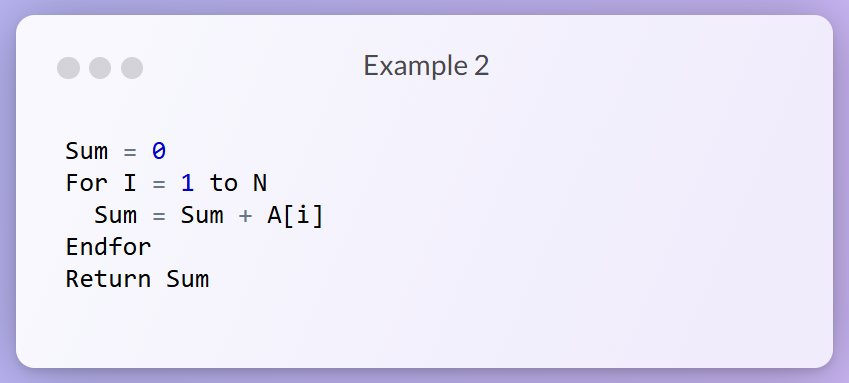 Example 2
Sum = 0
For I = 1 to N
  Sum = Sum + A[i]
Endfor
Return Sum